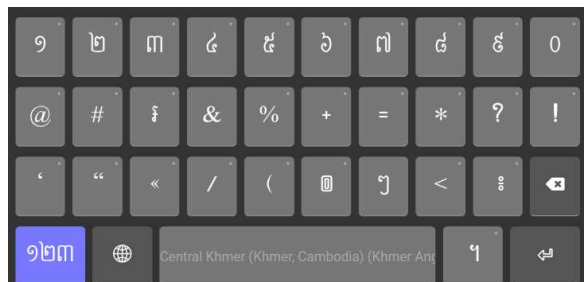 ១ ២ ៣ ៤ ៥ ៦ ៧ ៨ ៩ ០
@ # ៛ & % + = * ? !
‘ “ « / ( ៗ < ៖
១២៣ Central Khmer (Khmer, Cambodia) (Khmer Ang ។